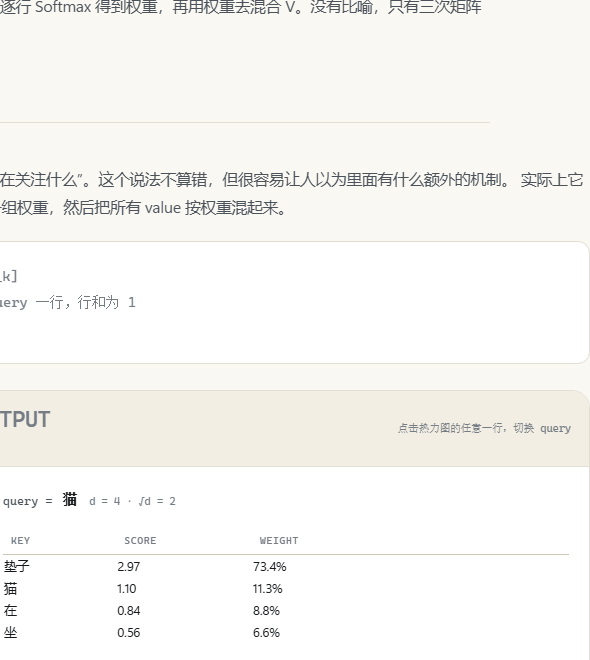 逐行 Softmax 得到权重，再用权重去混合 V。没有比喻，只有三次矩阵
在关注什么”。这个说法不算错，但很容易让人以为里面有什么额外的机制。 实际上它
组权重，然后把所有 value 按权重混起来。
_k]
uery 一行，行和为 1
TPUT
点击热力图的任意一行，切换 query
query = 猫 d = 4 · √d = 2
KEY SCORE WEIGHT
垫子 2.97 73.4%
猫 1.10 11.3%
在 0.84 8.8%
坐 0.56 6.6%